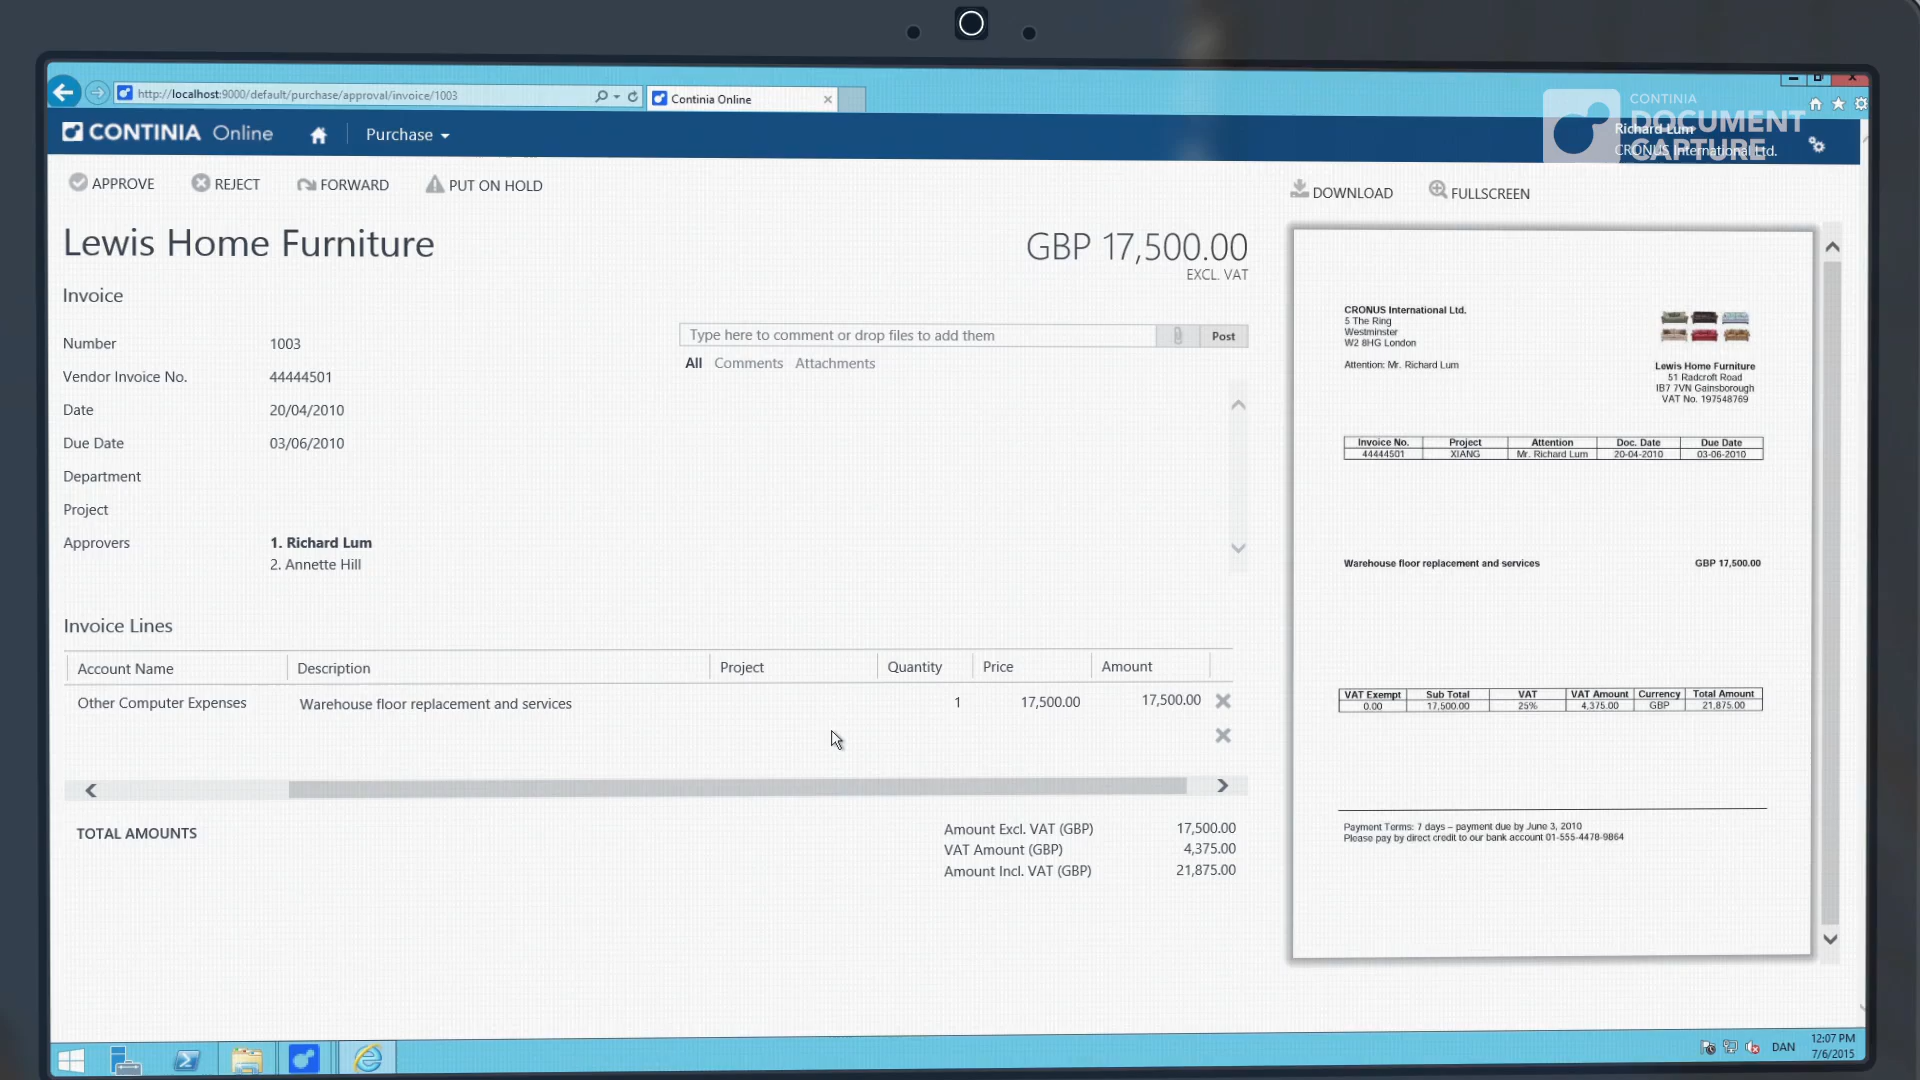 http://localhost:9000/default/purchase/approval/invoice/1003
Continia Online
CONTINIA Online
Purchase
CONTINIA
DOCUMENT
CAPTURE
Richard Lum
CRONUS International Ltd.
APPROVE
REJECT
FORWARD
PUT ON HOLD
DOWNLOAD
FULLSCREEN
Lewis Home Furniture
GBP 17,500.00
EXCL. VAT
Invoice
Number 1003
Vendor Invoice No. 44444501
Date 20/04/2010
Due Date 03/06/2010
Department
Project
Approvers 1. Richard Lum
2. Annette Hill
Type here to comment or drop files to add them Post
All Comments Attachments
Invoice Lines
Account Name Description Project Quantity Price Amount
Other Computer Expenses Warehouse floor replacement and services 1 17,500.00 17,500.00
TOTAL AMOUNTS
Amount Excl. VAT (GBP) 17,500.00
VAT Amount (GBP) 4,375.00
Amount Incl. VAT (GBP) 21,875.00
CRONUS International Ltd.
5 The Ring
Westminster
W2 8HG London
Attention: Mr. Richard Lum
Lewis Home Furniture
51 Radcroft Road
IB7 7VN Gainsborough
VAT No. 197548769
Invoice No. Project Attention Doc. Date Due Date
44444501 XIANG Mr. Richard Lum 20-04-2010 03-06-2010
Warehouse floor replacement and services GBP 17,500.00
VAT Exempt Sub Total VAT VAT Amount Currency Total Amount
0.00 17,500.00 25% 4,375.00 GBP 21,875.00
Payment Terms: 7 days – payment due by June 3, 2010
Please pay by direct credit to our bank account 01-555-4478-9864
DAN
12:07 PM
7/6/2015